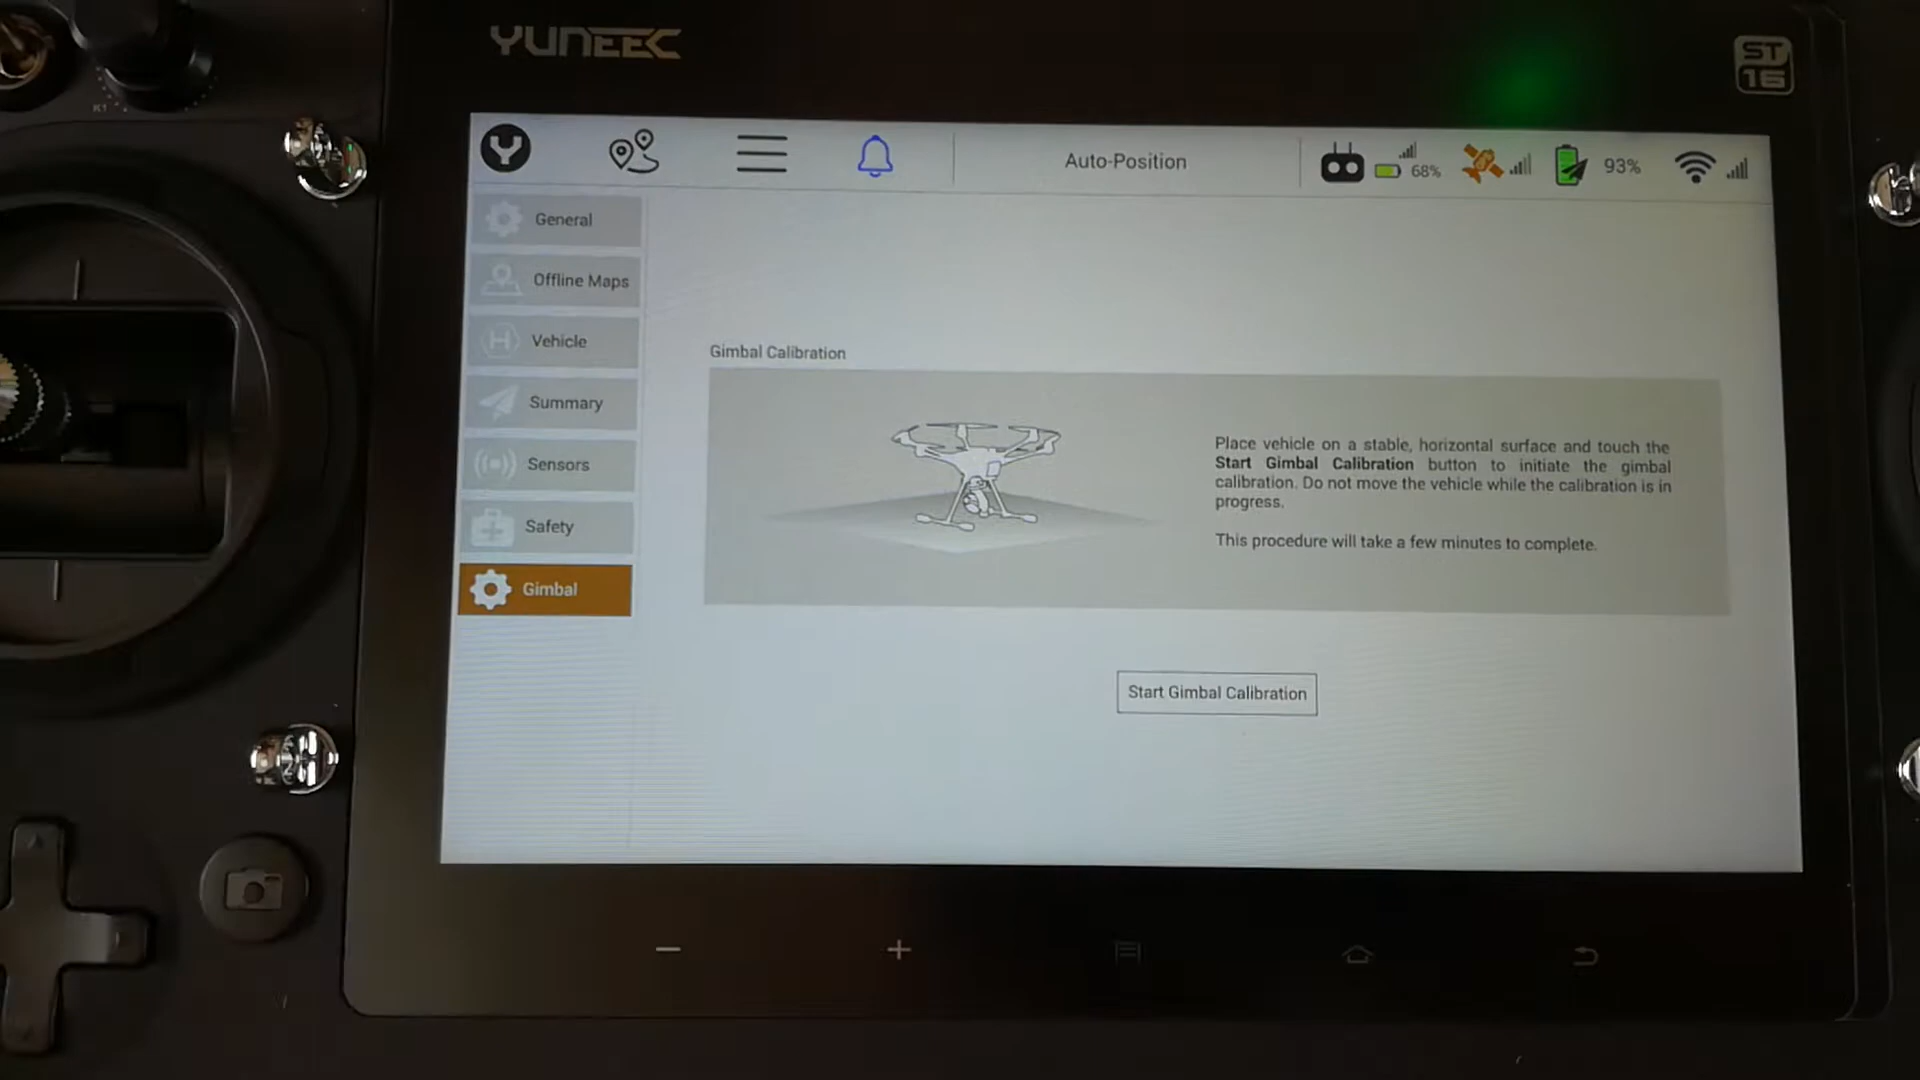 YUNEEC
ST
16
K1
Auto-Position
68%
93%
General
Offline Maps
Vehicle
Summary
Sensors
Safety
Gimbal
Gimbal Calibration
Place vehicle on a stable, horizontal surface and touch the
Start Gimbal Calibration button to initiate the gimbal
calibration. Do not move the vehicle while the calibration is in
progress.
This procedure will take a few minutes to complete.
Start Gimbal Calibration